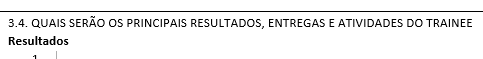 3.4. QUAIS SERÃO OS PRINCIPAIS RESULTADOS, ENTREGAS E ATIVIDADES DO TRAINEE
Resultados
1